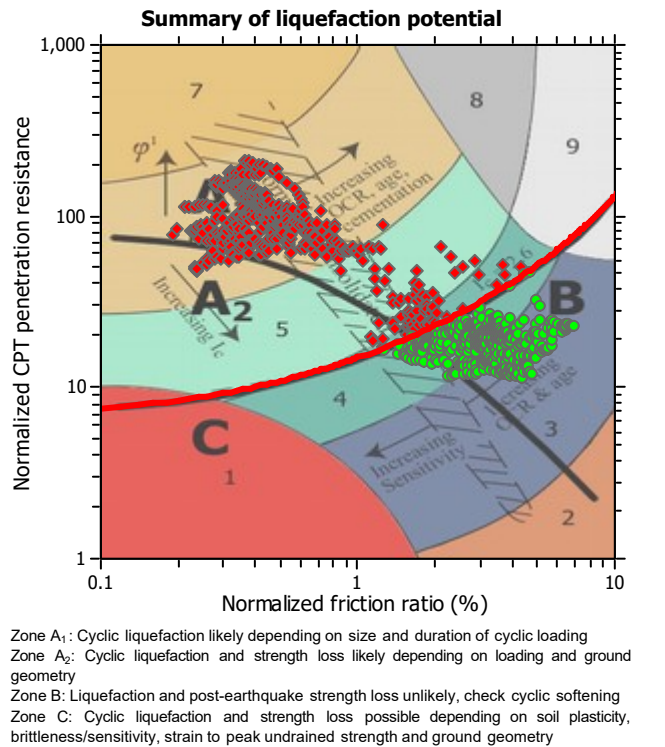 Summary of liquefaction potential
1,000
7
8
9
φ'
A
Increasing
OCR, age,
cementation
100
Normalized CPT penetration resistance
A₂
B
Increasing Ic
5
10
4
Increasing
OCR & age
3
C
Increasing
Sensitivity
1
2
1
0.1
1
10
Normalized friction ratio (%)
Zone A₁: Cyclic liquefaction likely depending on size and duration of cyclic loading
Zone A₂: Cyclic liquefaction and strength loss likely depending on loading and ground
geometry
Zone B: Liquefaction and post-earthquake strength loss unlikely, check cyclic softening
Zone C: Cyclic liquefaction and strength loss possible depending on soil plasticity,
brittleness/sensitivity, strain to peak undrained strength and ground geometry